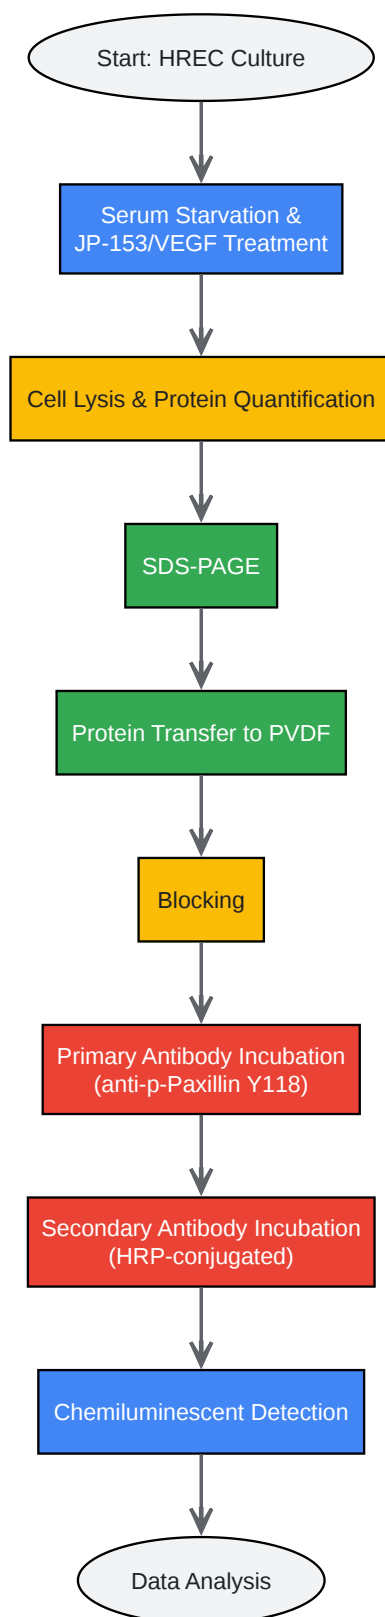 Start: HREC Culture
Serum Starvation &
JP-153/VEGF Treatment
Cell Lysis & Protein Quantification
SDS-PAGE
Protein Transfer to PVDF
Blocking
Primary Antibody Incubation
(anti-p-Paxillin Y118)
Secondary Antibody Incubation
(HRP-conjugated)
Chemiluminescent Detection
Data Analysis